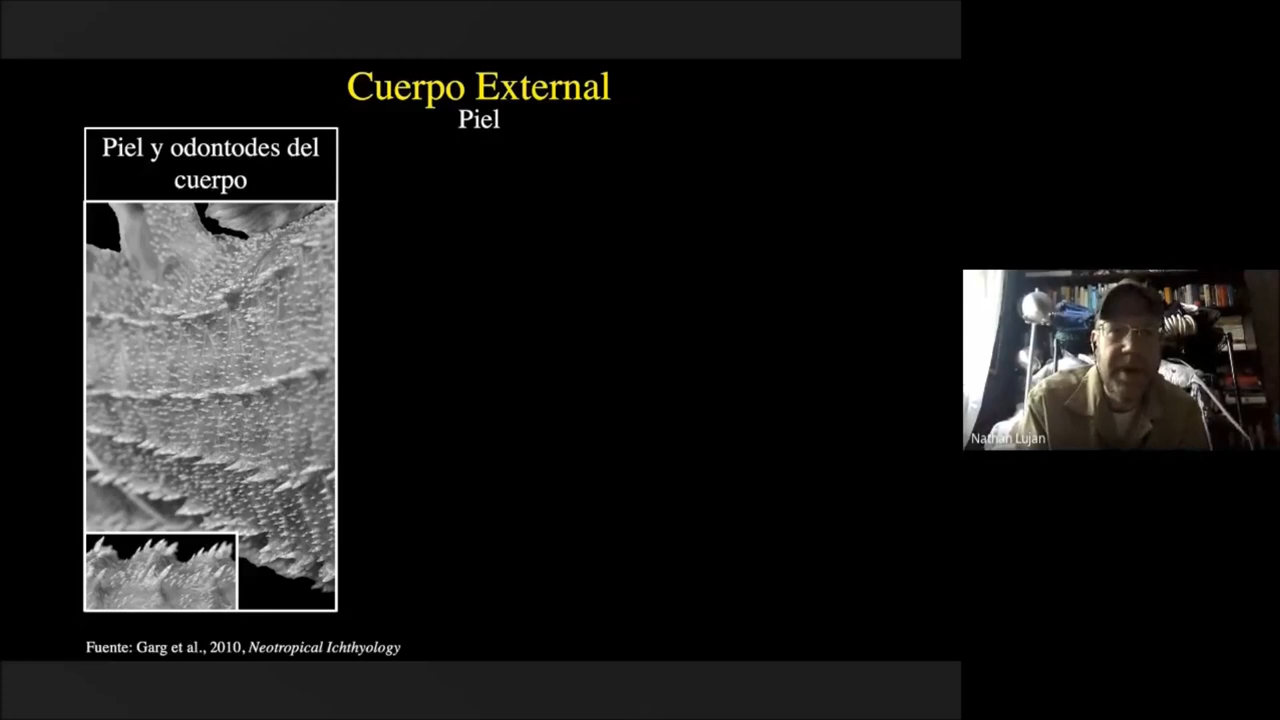 Cuerpo External
Piel
Piel y odontodes del
cuerpo
Fuente: Garg et al., 2010, Neotropical Ichthyology
Nathan Lujan